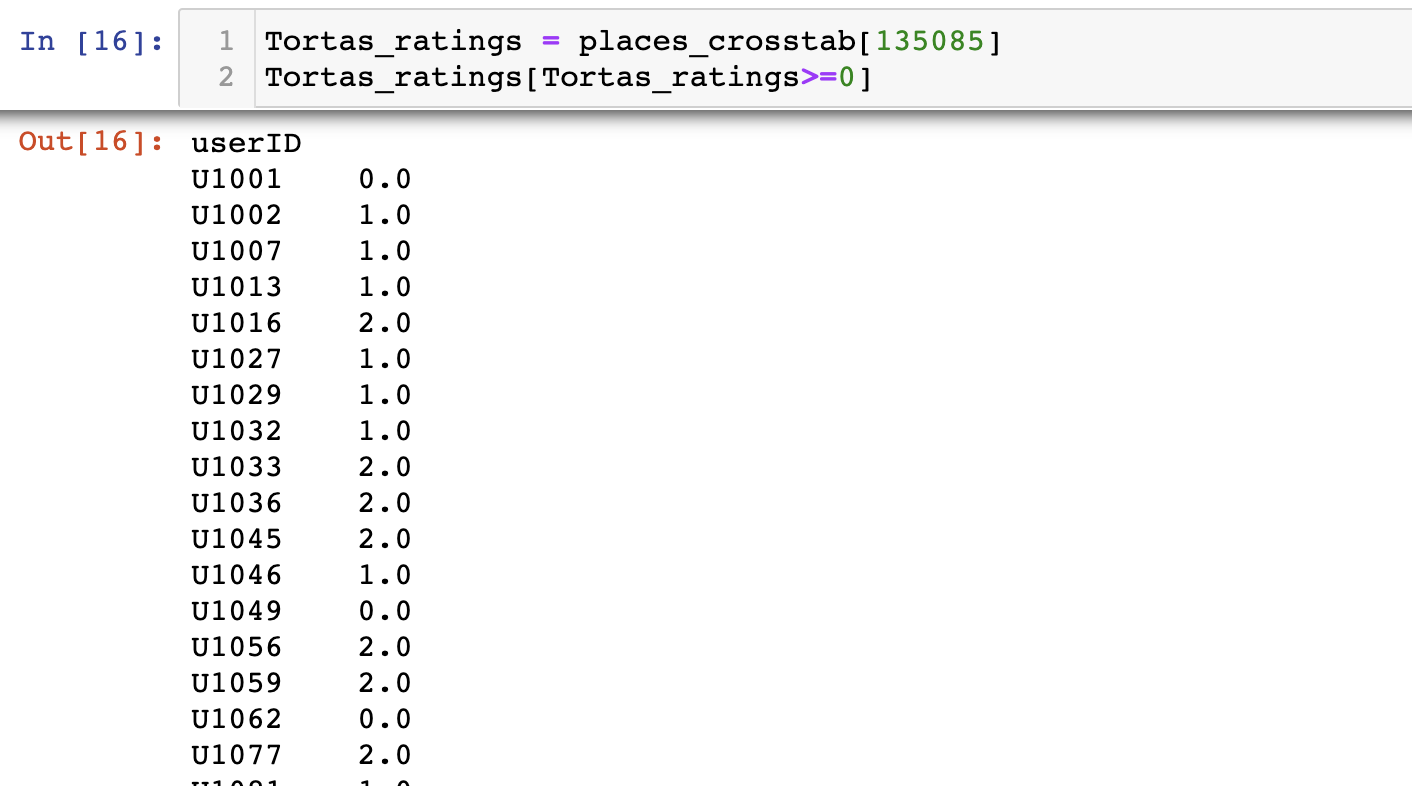 In [16]:
1 Tortas_ratings = places_crosstab[135085]
2 Tortas_ratings[Tortas_ratings>=0]
Out[16]: userID
U1001    0.0
U1002    1.0
U1007    1.0
U1013    1.0
U1016    2.0
U1027    1.0
U1029    1.0
U1032    1.0
U1033    2.0
U1036    2.0
U1045    2.0
U1046    1.0
U1049    0.0
U1056    2.0
U1059    2.0
U1062    0.0
U1077    2.0